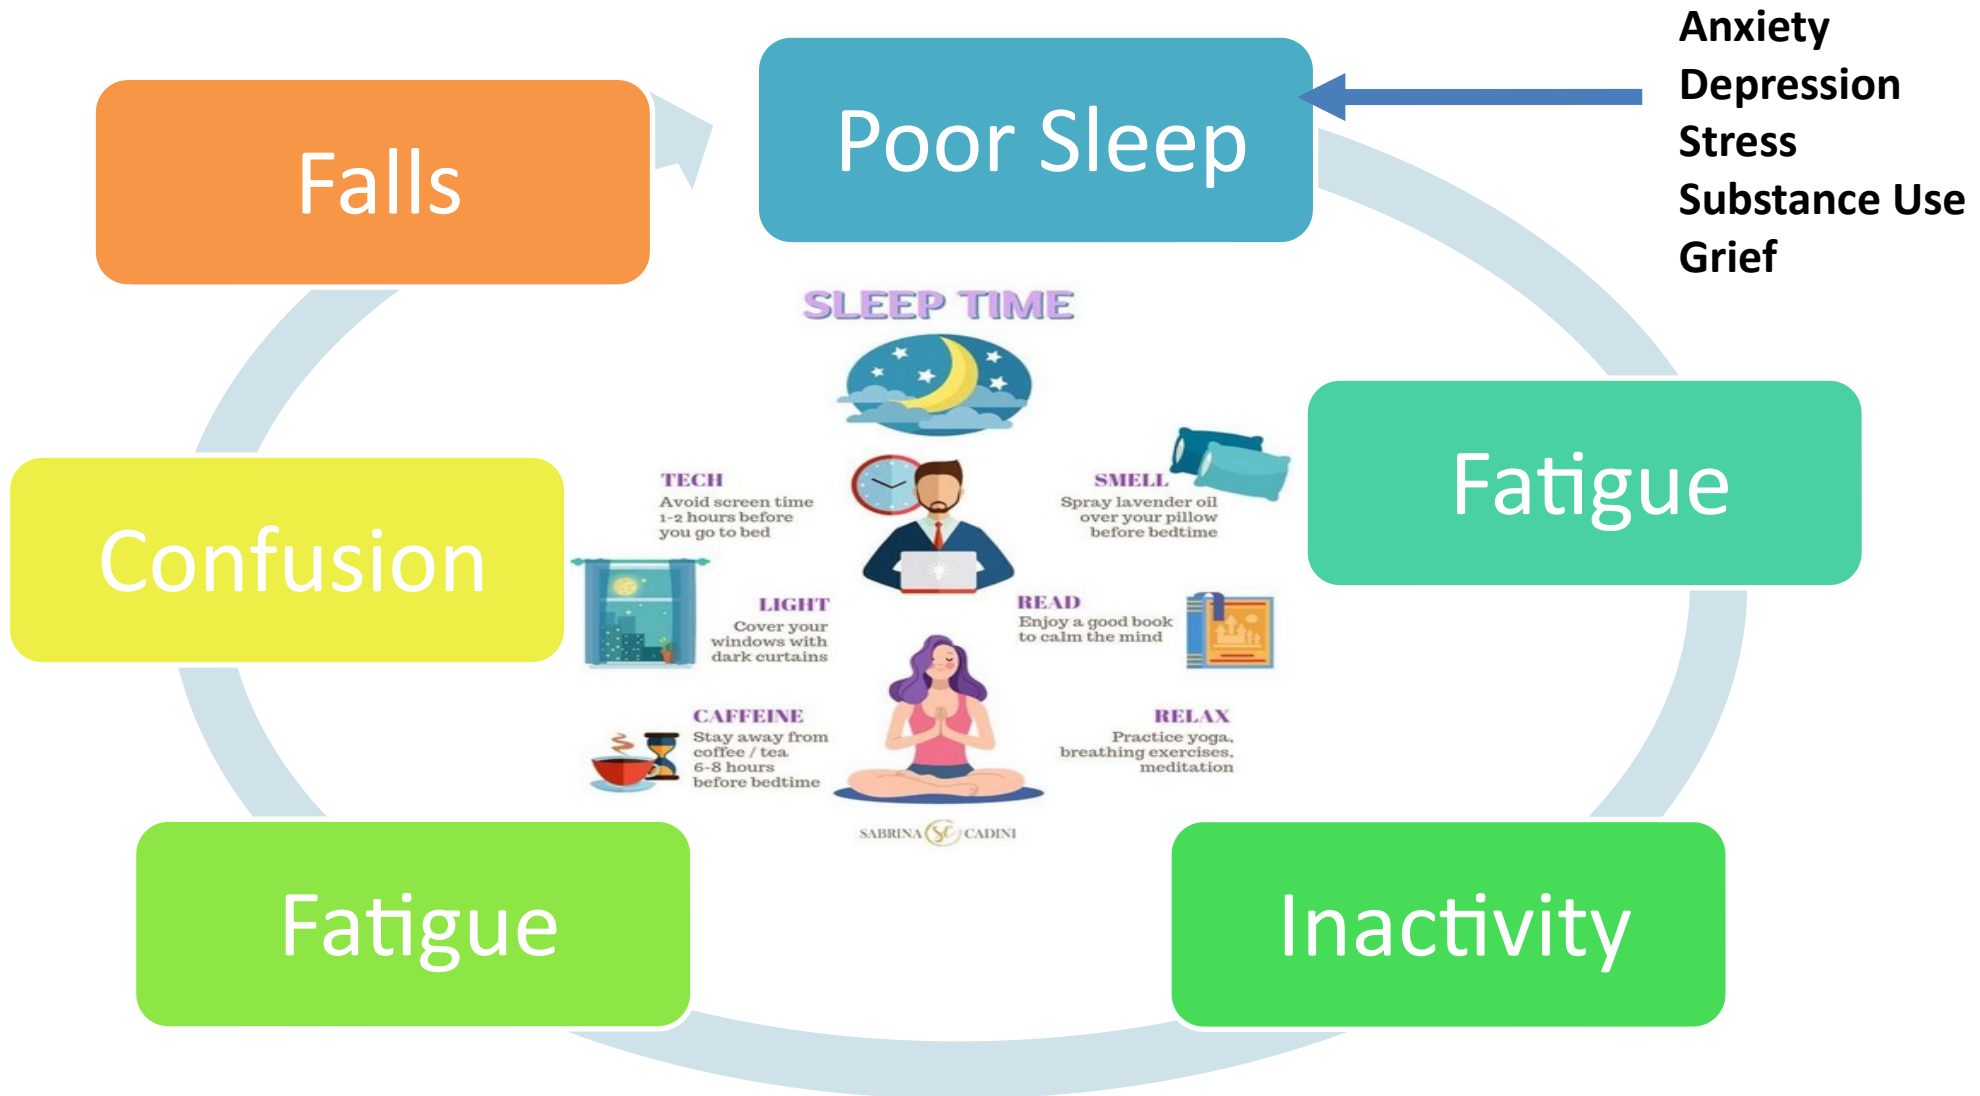 Anxiety
Depression
Stress
Substance Use
Grief
Poor Sleep
Fatigue
Inactivity
Fatigue
Confusion
Falls
SLEEP TIME
TECH
Avoid screen time
1-2 hours before
you go to bed
SMELL
Spray lavender oil
over your pillow
before bedtime
LIGHT
Cover your
windows with
dark curtains
READ
Enjoy a good book
to calm the mind
CAFFEINE
Stay away from
coffee / tea
6-8 hours
before bedtime
RELAX
Practice yoga,
breathing exercises,
meditation
SABRINA SC CADINI